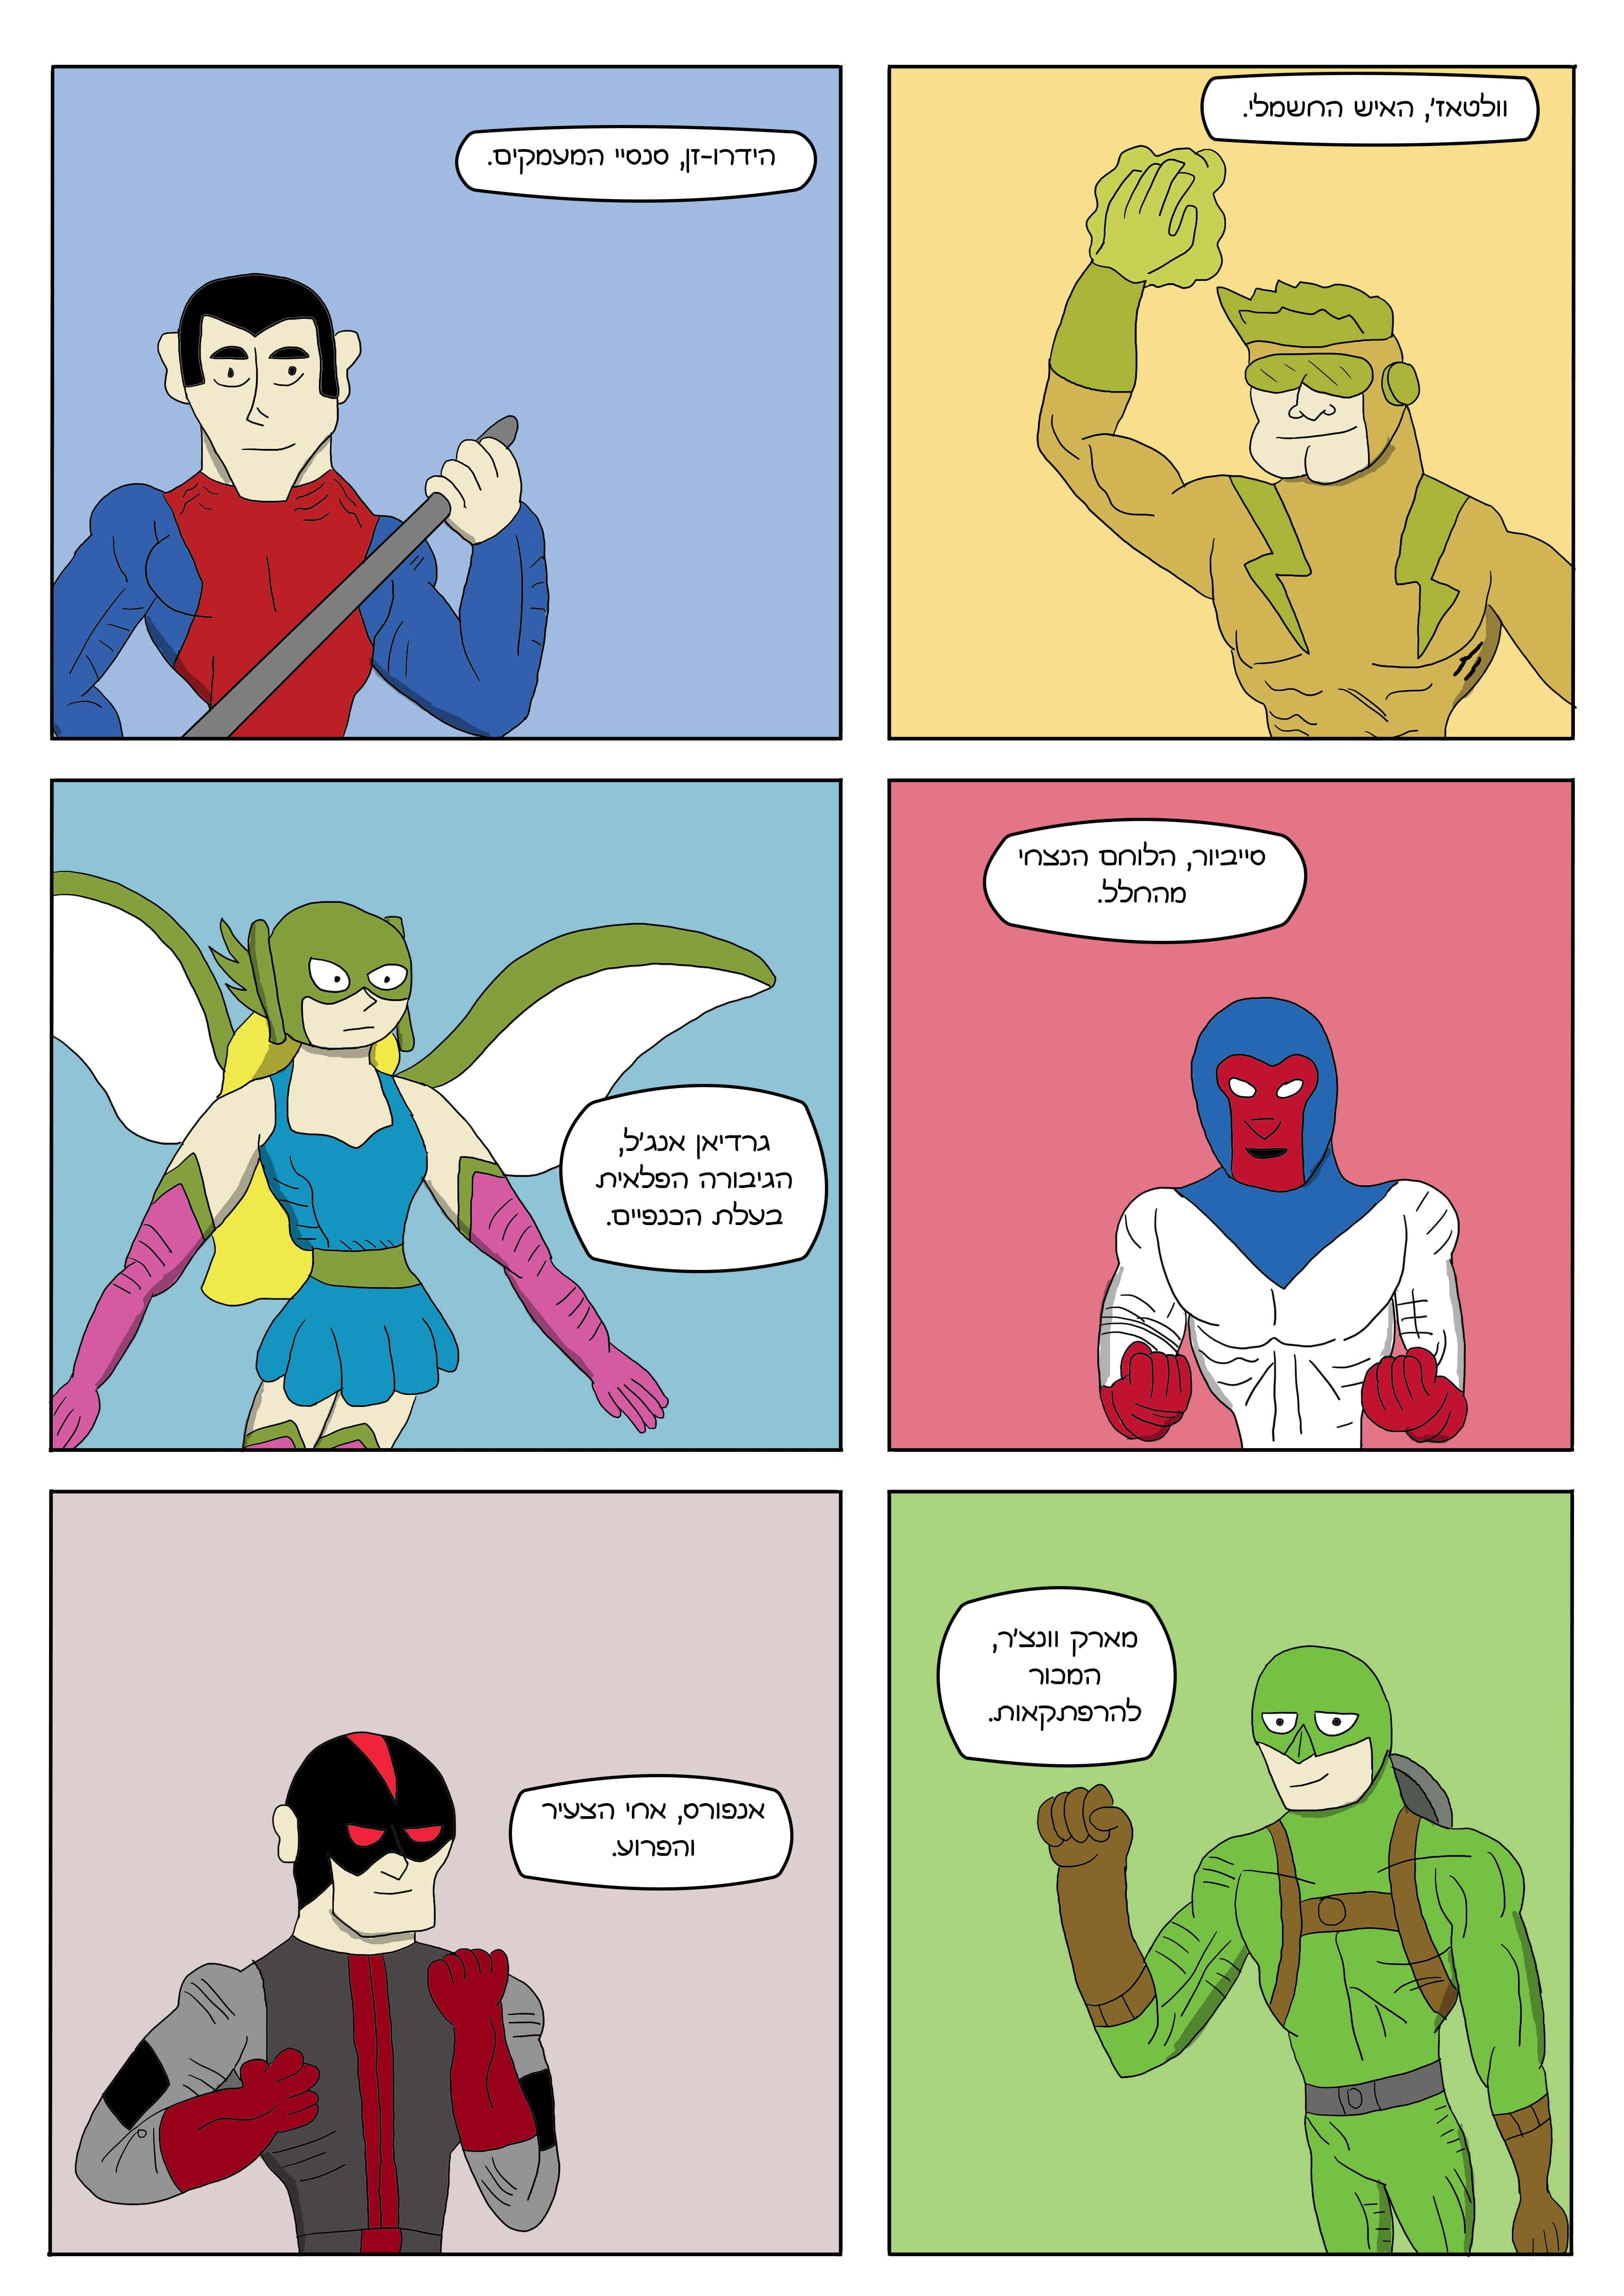 וולטאז', האיש החשמלי.
הידרו-זן, סנסיי המעמקים.
סייביור, הלוחם הנצחי
מהחלל.
גרדיאן אנג'ל,
הגיבורה הפלאית
בעלת הכנפיים.
מארק וונצ'ר,
המכור
להרפתקאות.
אנפורס, אחי הצעיר
והפרוע.